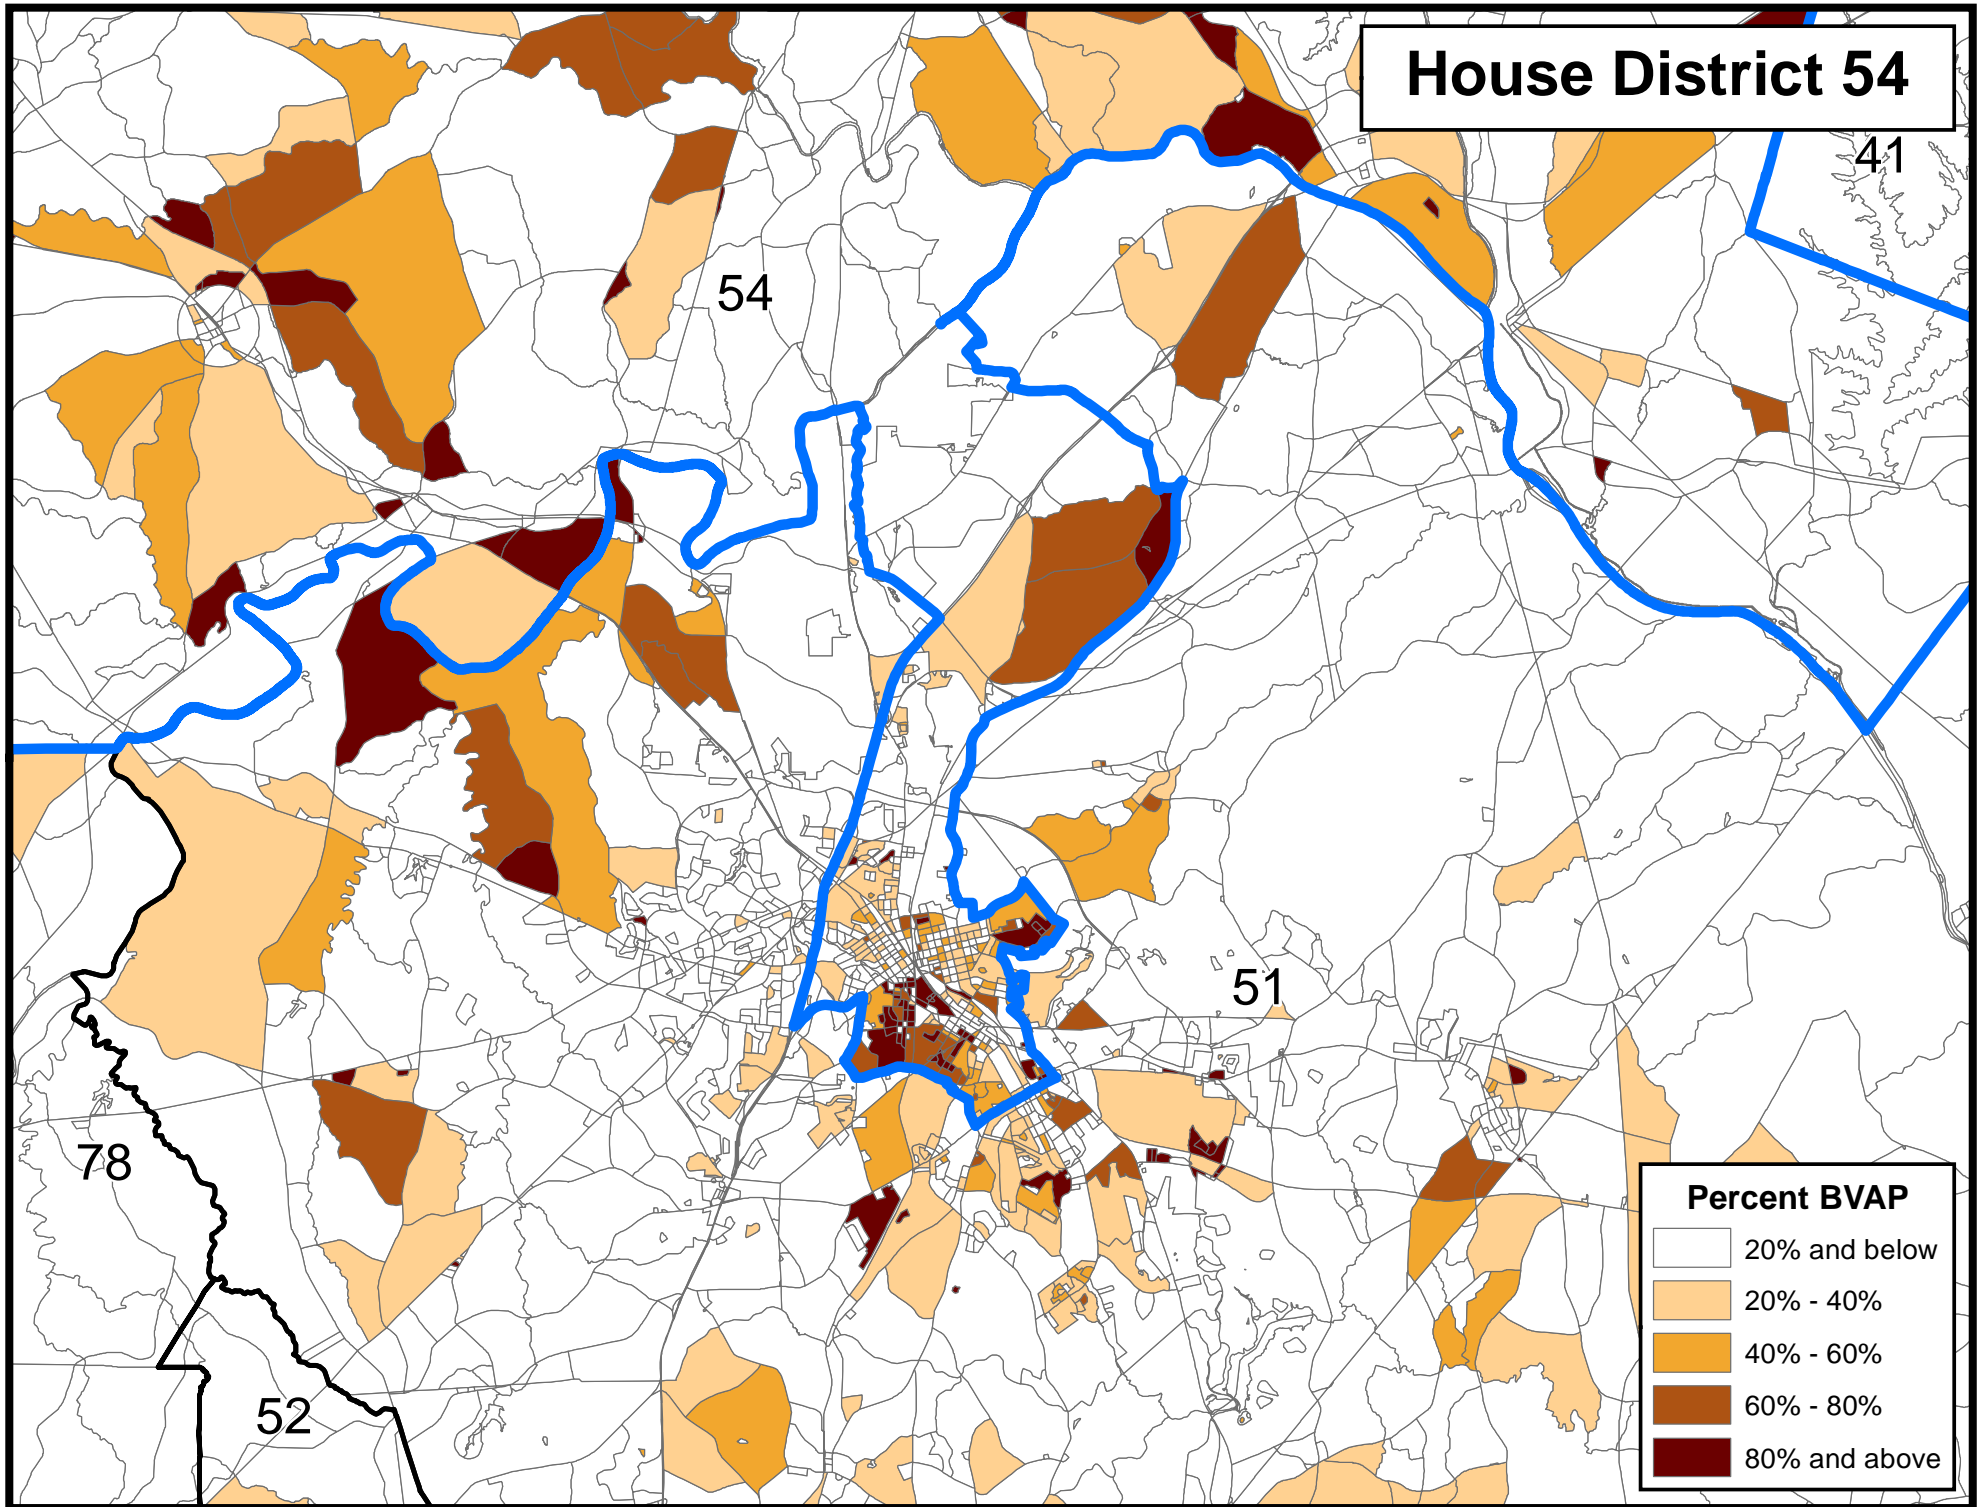 House District 54
41
54
51
78
52
Percent BVAP
20% and below
20% - 40%
40% - 60%
60% - 80%
80% and above